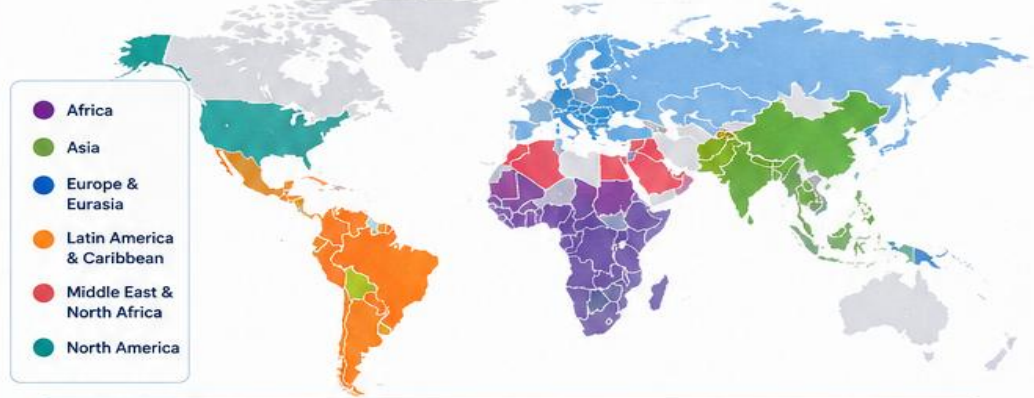 Africa
Asia
Europe &
Eurasia
Latin America
& Caribbean
Middle East &
North Africa
North America